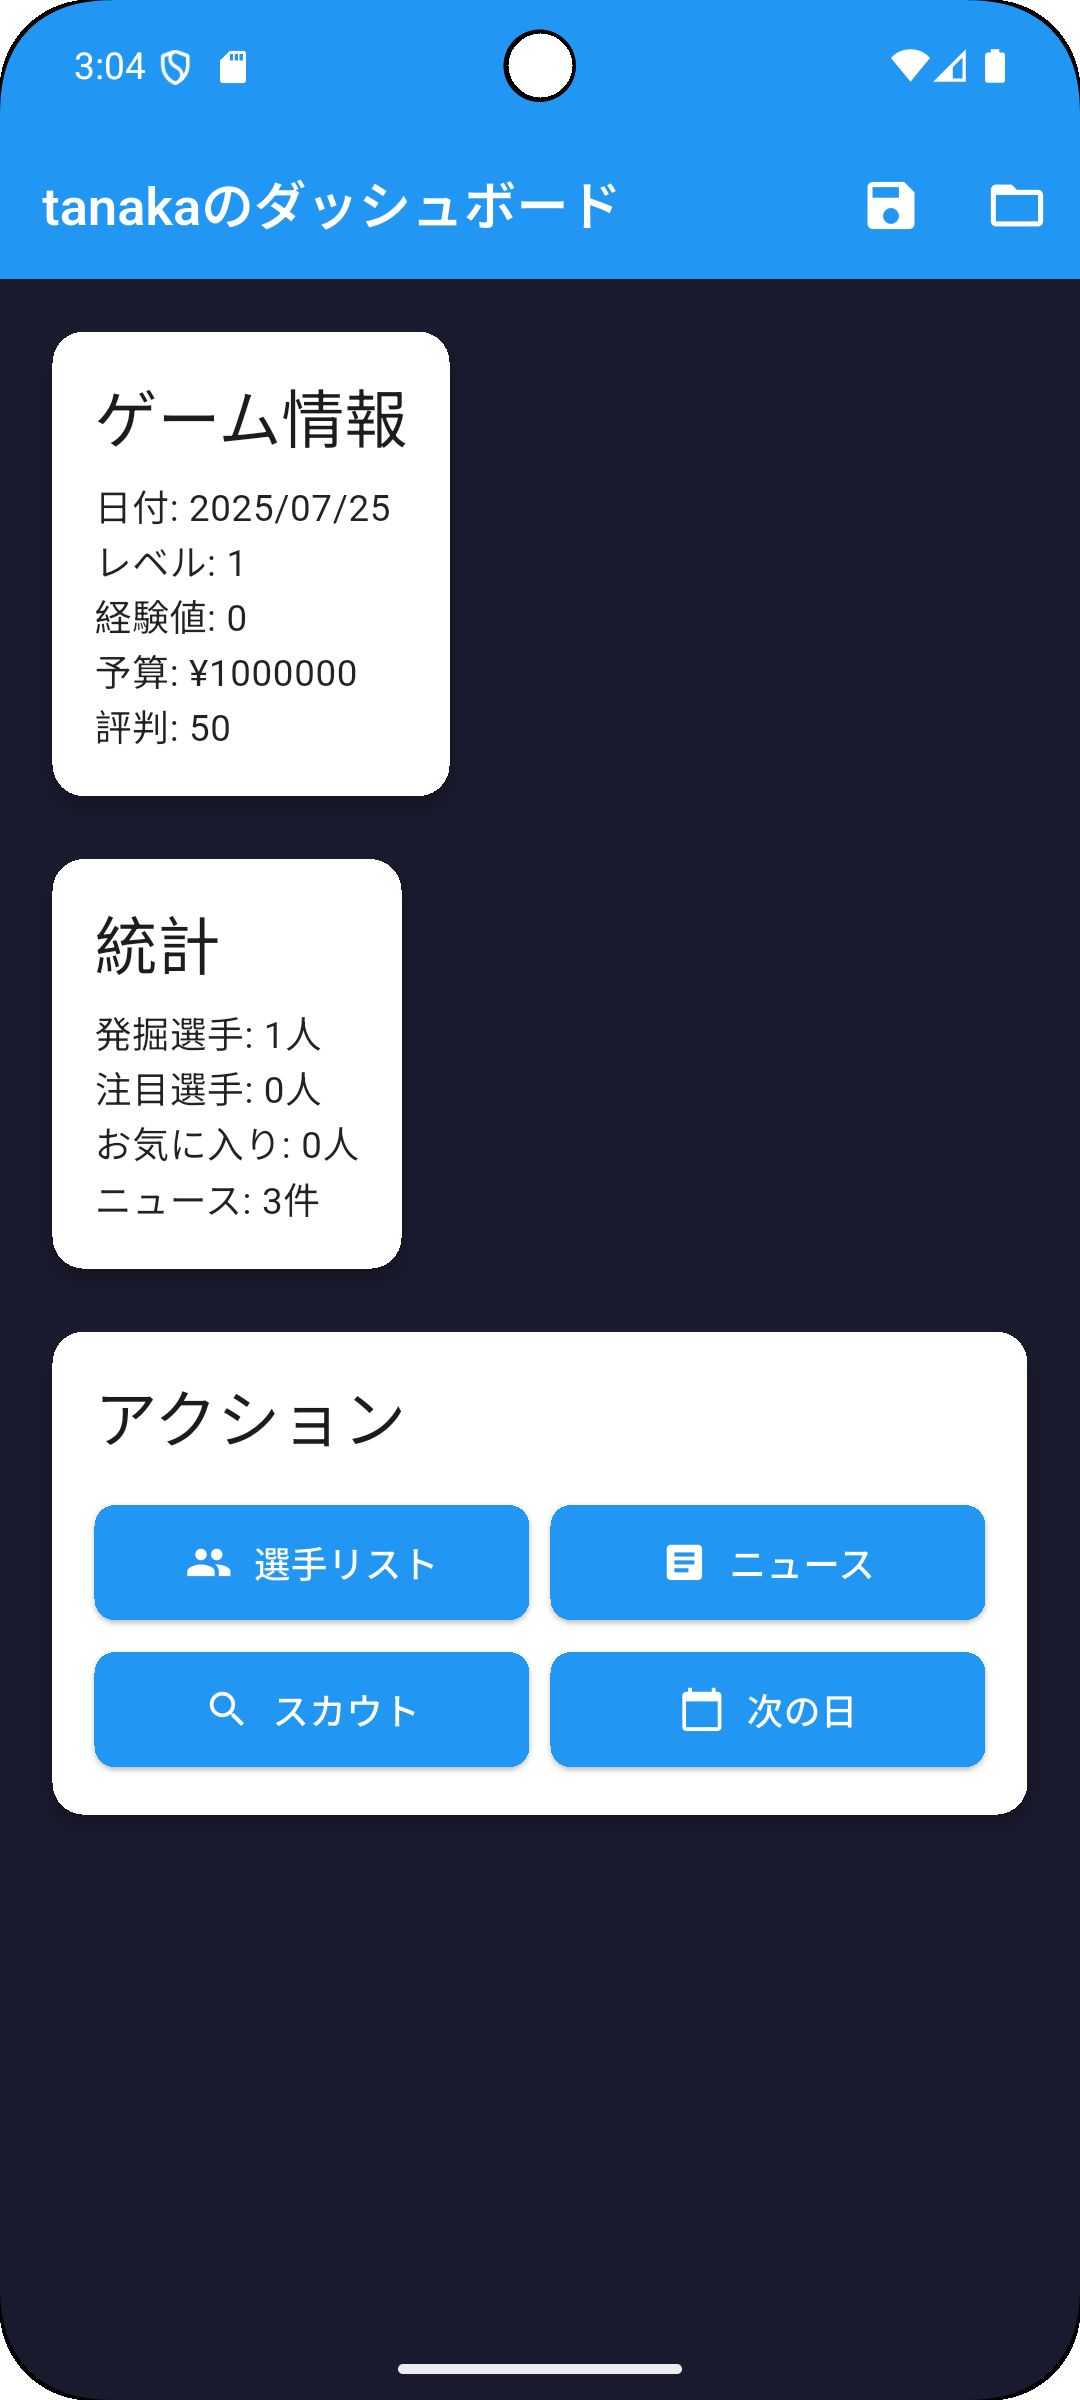 3:04
tanakaのダッシュボード
ゲーム情報
日付: 2025/07/25
レベル: 1
経験値: 0
予算: ¥1000000
評判: 50
統計
発掘選手: 1人
注目選手: 0人
お気に入り: 0人
ニュース: 3件
アクション
選手リスト
ニュース
スカウト
次の日